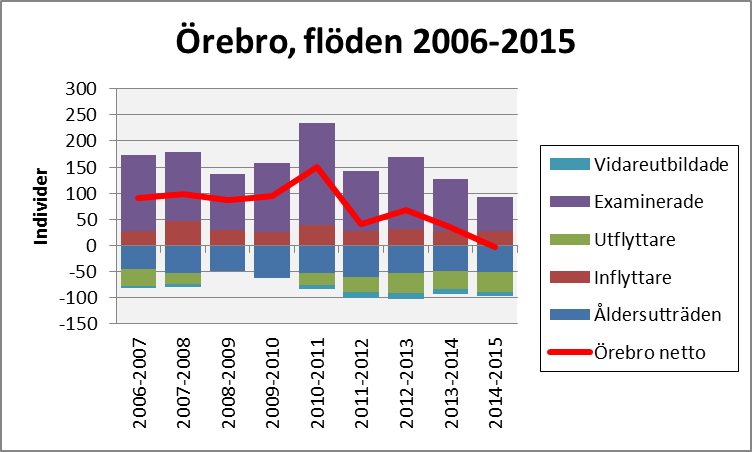 Örebro, flöden 2006-2015
Individer
300
250
200
150
100
50
0
-50
-100
-150
2006-2007
2007-2008
2008-2009
2009-2010
2010-2011
2011-2012
2012-2013
2013-2014
2014-2015
Vidareutbildade
Examinerade
Utflyttare
Inflyttare
Åldersutträden
Örebro netto